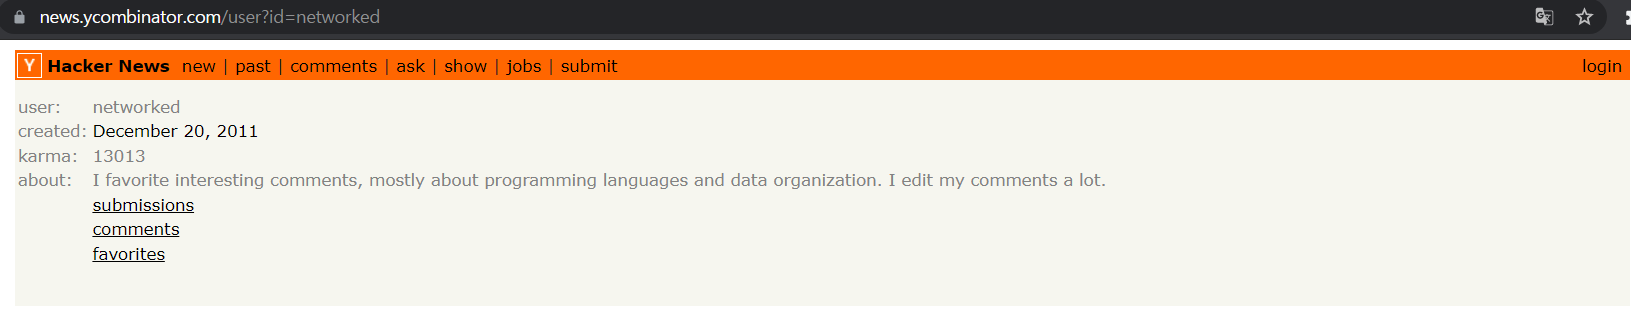 news.ycombinator.com/user?id=networked
Y Hacker News new | past | comments | ask | show | jobs | submit login
user: networked
created: December 20, 2011
karma: 13013
about: I favorite interesting comments, mostly about programming languages and data organization. I edit my comments a lot.
submissions
comments
favorites